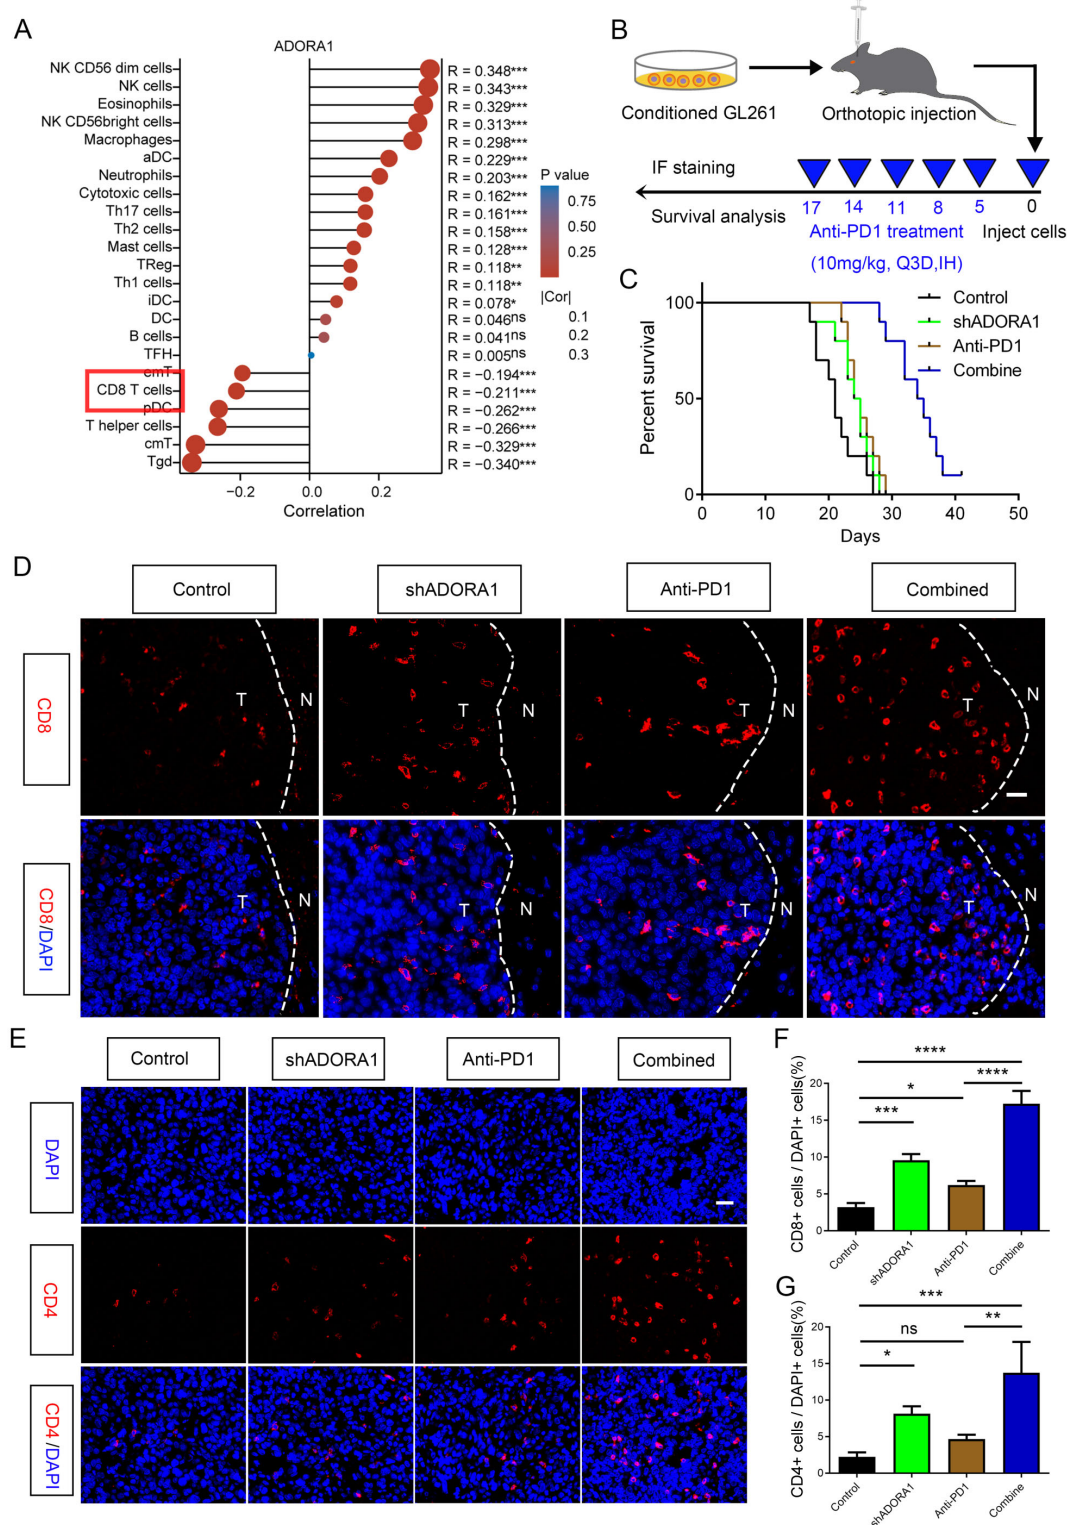 A
ADORA1
NK CD56 dim cells
R = 0.348***
NK cells
R = 0.343***
Eosinophils
R = 0.329***
NK CD56bright cells
R = 0.313***
Macrophages
R = 0.298***
aDC
R = 0.229***
Neutrophils
R = 0.203***
Cytotoxic cells
R = 0.162***
Th17 cells
R = 0.161***
Th2 cells
R = 0.158***
Mast cells
R = 0.128***
TReg
R = 0.118**
Th1 cells
R = 0.118**
iDC
R = 0.078*
DC
R = 0.046ns
B cells
R = 0.041ns
TFH
R = 0.005ns
emT
R = −0.194***
CD8 T cells
R = −0.211***
pDC
R = −0.262***
T helper cells
R = −0.266***
cmT
R = −0.329***
Tgd
R = −0.340***
−0.2 0.0 0.2
Correlation
P value
0.75
0.50
0.25
|Cor|
0.1
0.2
0.3
B
Conditioned GL261
Orthotopic injection
IF staining
Survival analysis
17 14 11 8 5 0
Anti-PD1 treatment
Inject cells
(10mg/kg, Q3D,IH)
C
Control
shADORA1
Anti-PD1
Combine
Percent survival
100
50
0
0 10 20 30 40 50
Days
D
Control shADORA1 Anti-PD1 Combined
CD8
T N T N T N T N
CD8/DAPI
T N T N T N T N
E
Control shADORA1 Anti-PD1 Combined
DAPI
CD4
CD4/DAPI
F
CD8+ cells / DAPI+ cells(%)
20
15
10
5
0
****
* ****
***
Control shADORA1 Anti-PD1 Combine
G
CD4+ cells / DAPI+ cells(%)
20
15
10
5
0
***
ns **
*
Control shADORA1 Anti-PD1 Combine